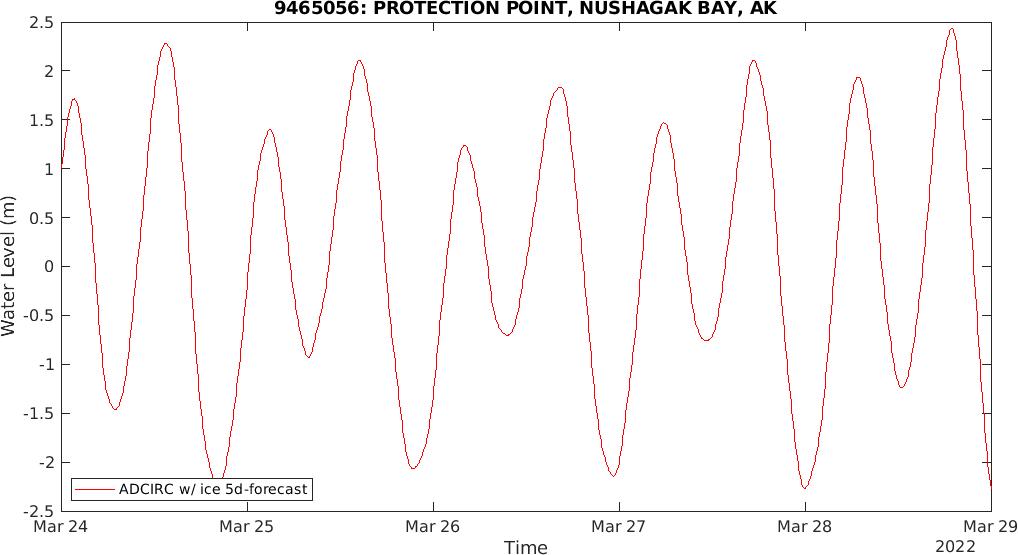 9465056: PROTECTION POINT, NUSHAGAK BAY, AK
2.5
2
1.5
1
0.5
0
-0.5
-1
-1.5
-2
-2.5
Water Level (m)
ADCIRC w/ ice 5d-forecast
Mar 24 Mar 25 Mar 26 Mar 27 Mar 28 Mar 29
2022
Time